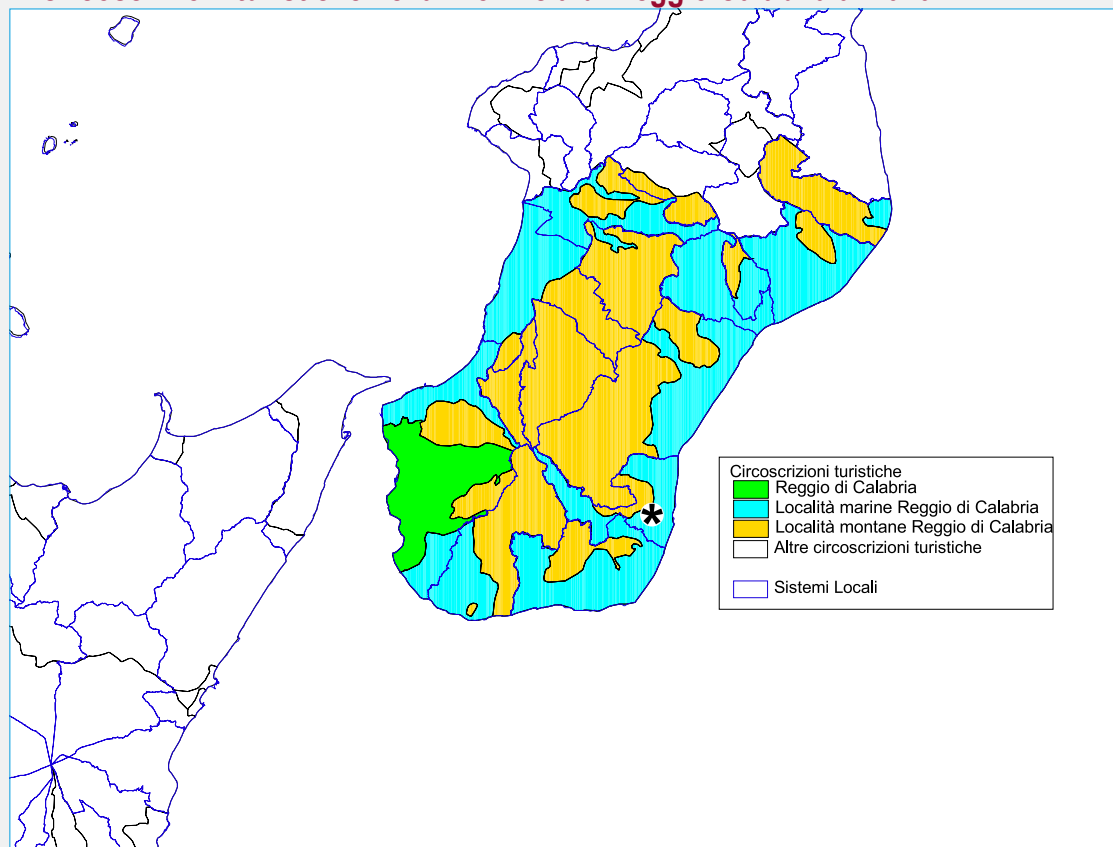 Circoscrizioni turistiche
Reggio di Calabria
Località marine Reggio di Calabria
Località montane Reggio di Calabria
Altre circoscrizioni turistiche
Sistemi Locali